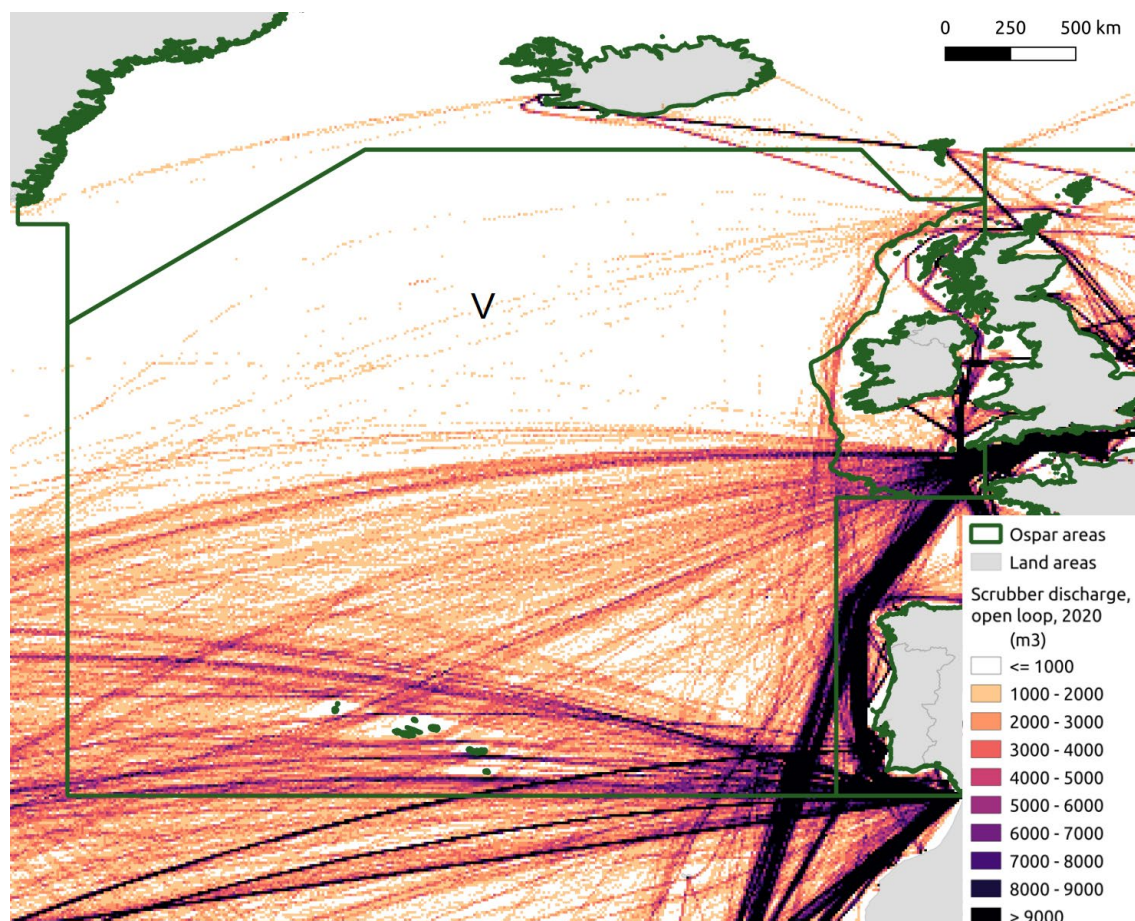 0 250 500 km
V
Ospar areas
Land areas
Scrubber discharge,
open loop, 2020
(m3)
<= 1000
1000 - 2000
2000 - 3000
3000 - 4000
4000 - 5000
5000 - 6000
6000 - 7000
7000 - 8000
8000 - 9000
> 9000